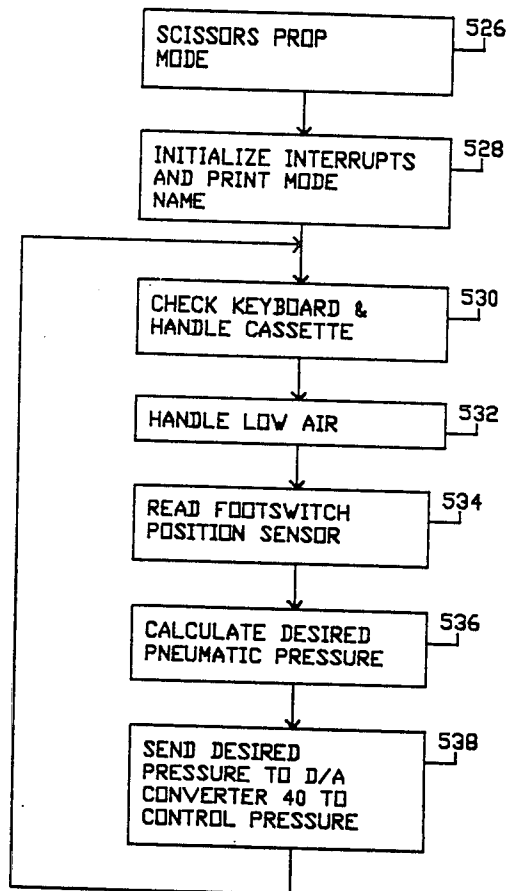 SCISSORS PROP
MODE
526
INITIALIZE INTERRUPTS
AND PRINT MODE
NAME
528
CHECK KEYBOARD &
HANDLE CASSETTE
530
HANDLE LOW AIR
532
READ FOOTSWITCH
POSITION SENSOR
534
CALCULATE DESIRED
PNEUMATIC PRESSURE
536
SEND DESIRED
PRESSURE TO D/A
CONVERTER 40 TO
CONTROL PRESSURE
538